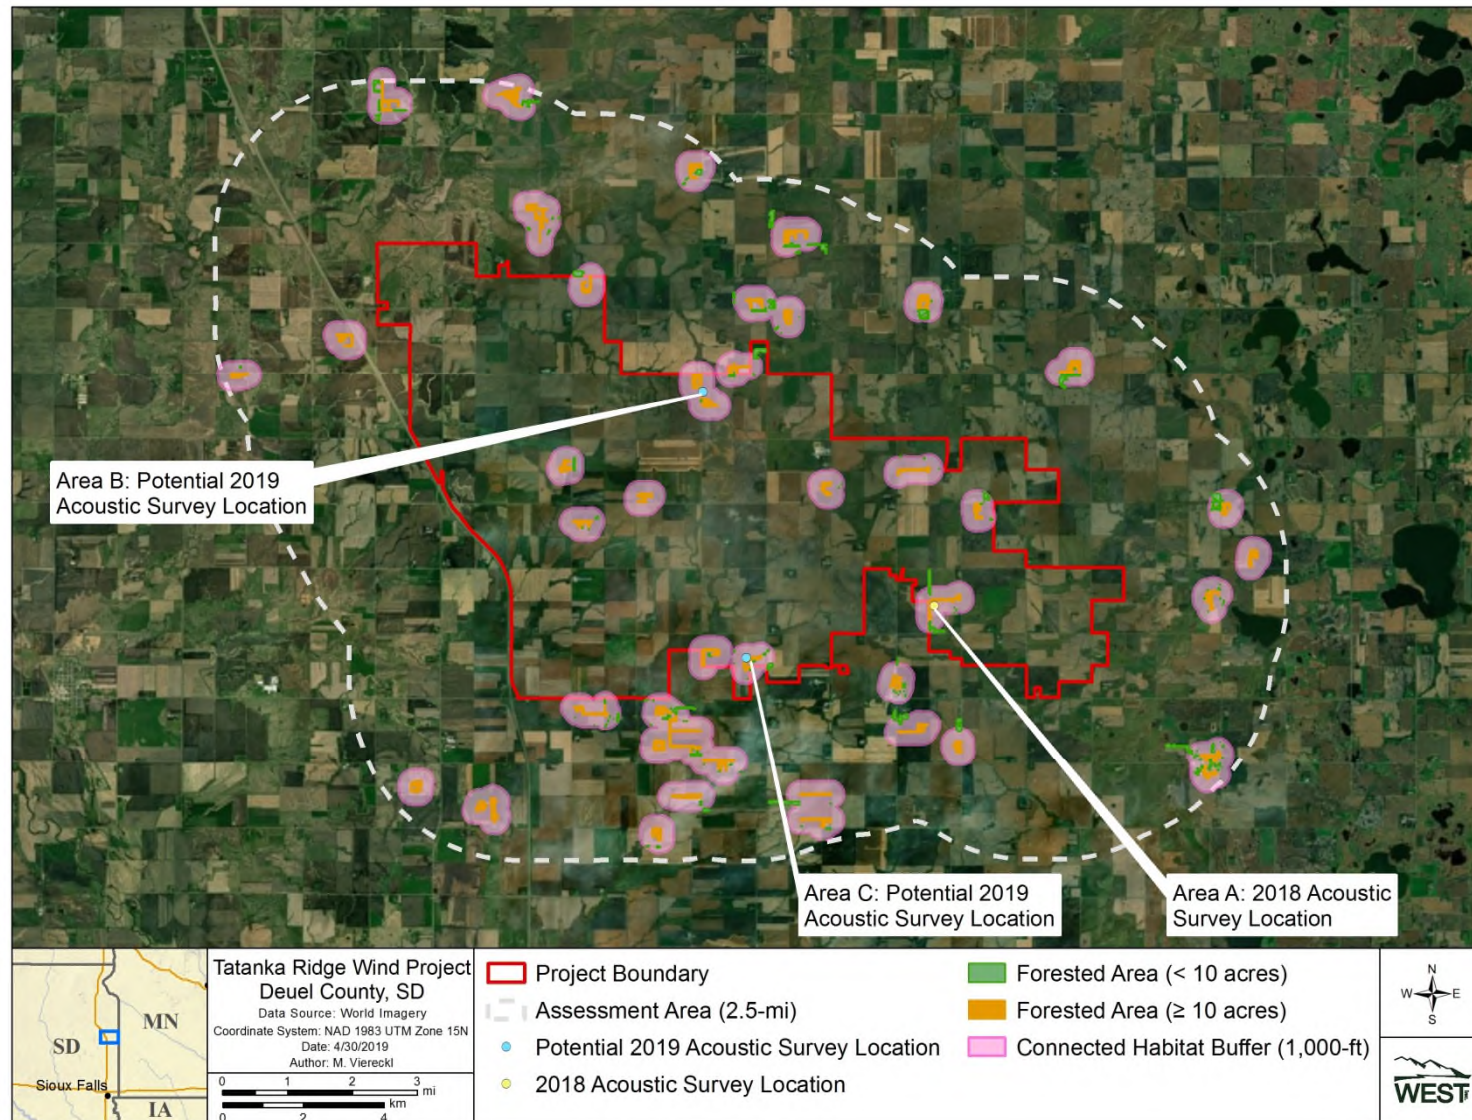 Area B: Potential 2019
Acoustic Survey Location
Area C: Potential 2019
Acoustic Survey Location
Area A: 2018 Acoustic
Survey Location
SD
MN
Sioux Falls
IA
Tatanka Ridge Wind Project
Deuel County, SD
Data Source: World Imagery
Coordinate System: NAD 1983 UTM Zone 15N
Date: 4/30/2019
Author: M. Viereckl
0 1 2 3
mi
km
0 2 4
Project Boundary
Assessment Area (2.5-mi)
Potential 2019 Acoustic Survey Location
2018 Acoustic Survey Location
Forested Area (< 10 acres)
Forested Area (≥ 10 acres)
Connected Habitat Buffer (1,000-ft)
N
W E
S
WEST